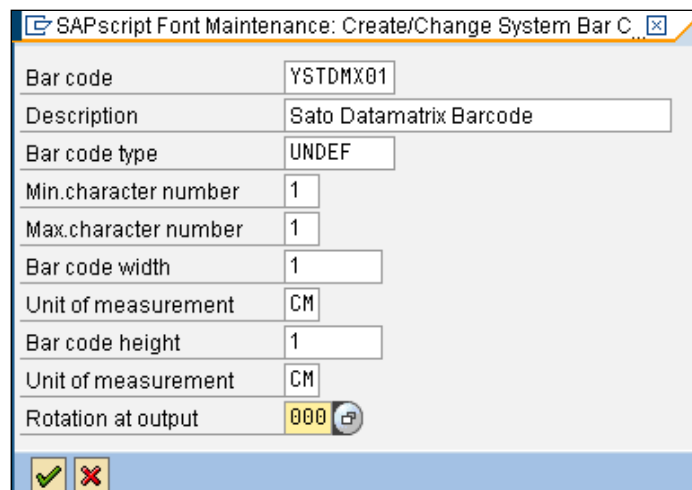 SAPscript Font Maintenance: Create/Change System Bar C...
Bar code YSTDMX01
Description Sato Datamatrix Barcode
Bar code type UNDEF
Min.character number 1
Max.character number 1
Bar code width 1
Unit of measurement CM
Bar code height 1
Unit of measurement CM
Rotation at output 000